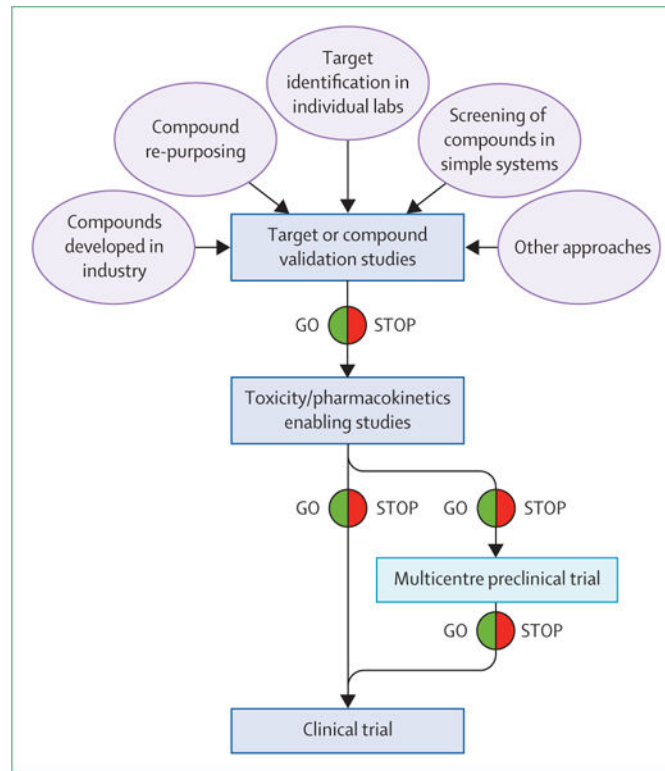 Target
identification in
individual labs
Compound
re-purposing
Screening of
compounds in
simple systems
Compounds
developed in
industry
Target or compound
validation studies
Other approaches
GO STOP
Toxicity/pharmacokinetics
enabling studies
GO STOP GO STOP
Multicentre preclinical trial
GO STOP
Clinical trial